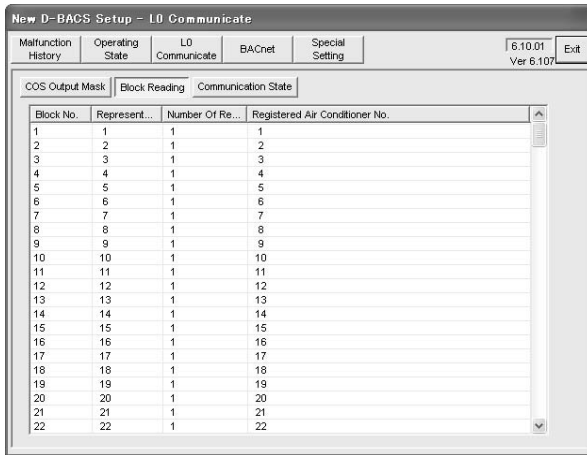 New D-BACS Setup - L0 Communicate
Malfunction History
Operating State
L0 Communicate
BACnet
Special Setting
6.10.01
Ver 6.107
Exit
COS Output Mask
Block Reading
Communication State
Block No. Represent... Number Of Re... Registered Air Conditioner No.
1 1 1 1
2 2 1 2
3 3 1 3
4 4 1 4
5 5 1 5
6 6 1 6
7 7 1 7
8 8 1 8
9 9 1 9
10 10 1 10
11 11 1 11
12 12 1 12
13 13 1 13
14 14 1 14
15 15 1 15
16 16 1 16
17 17 1 17
18 18 1 18
19 19 1 19
20 20 1 20
21 21 1 21
22 22 1 22